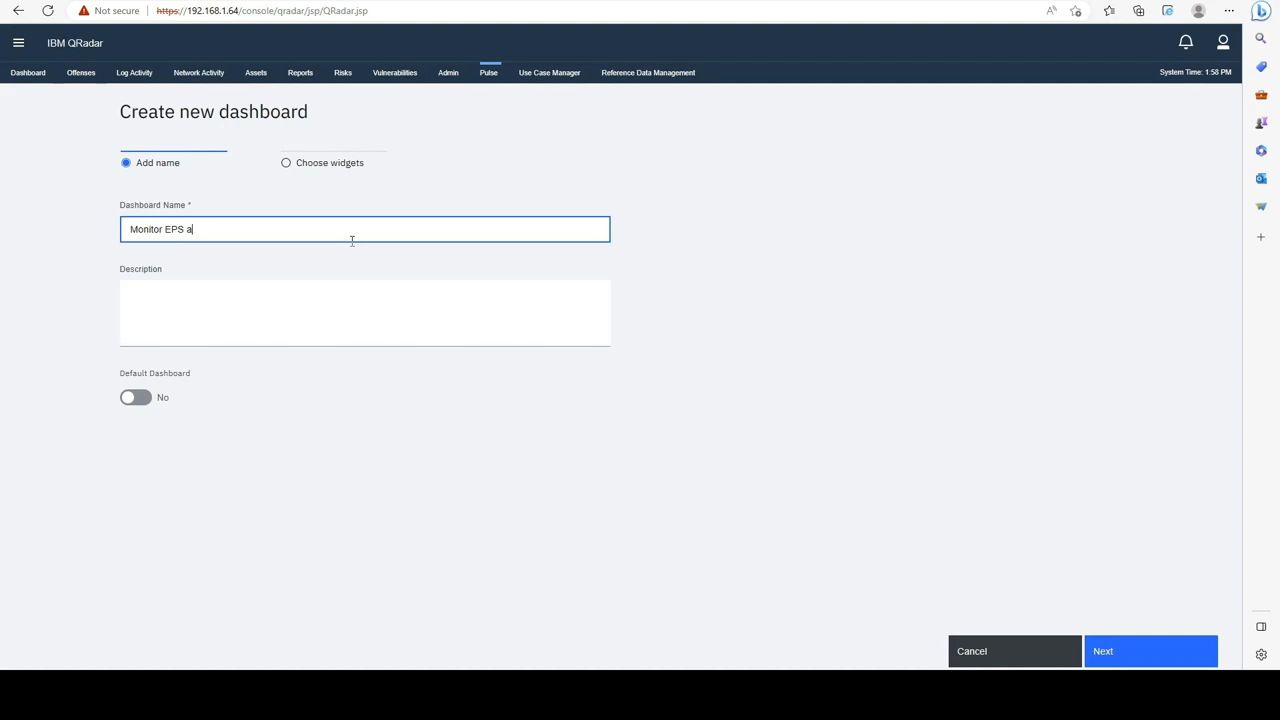 Not secure
https://192.168.1.64/console/qradar/jsp/QRadar.jsp
IBM QRadar
Dashboard Offenses Log Activity Network Activity Assets Reports Risks Vulnerabilities Admin Pulse Use Case Manager Reference Data Management System Time: 1:58 PM
Create new dashboard
Add name Choose widgets
Dashboard Name *
Monitor EPS a
Description
Default Dashboard
No
Cancel Next